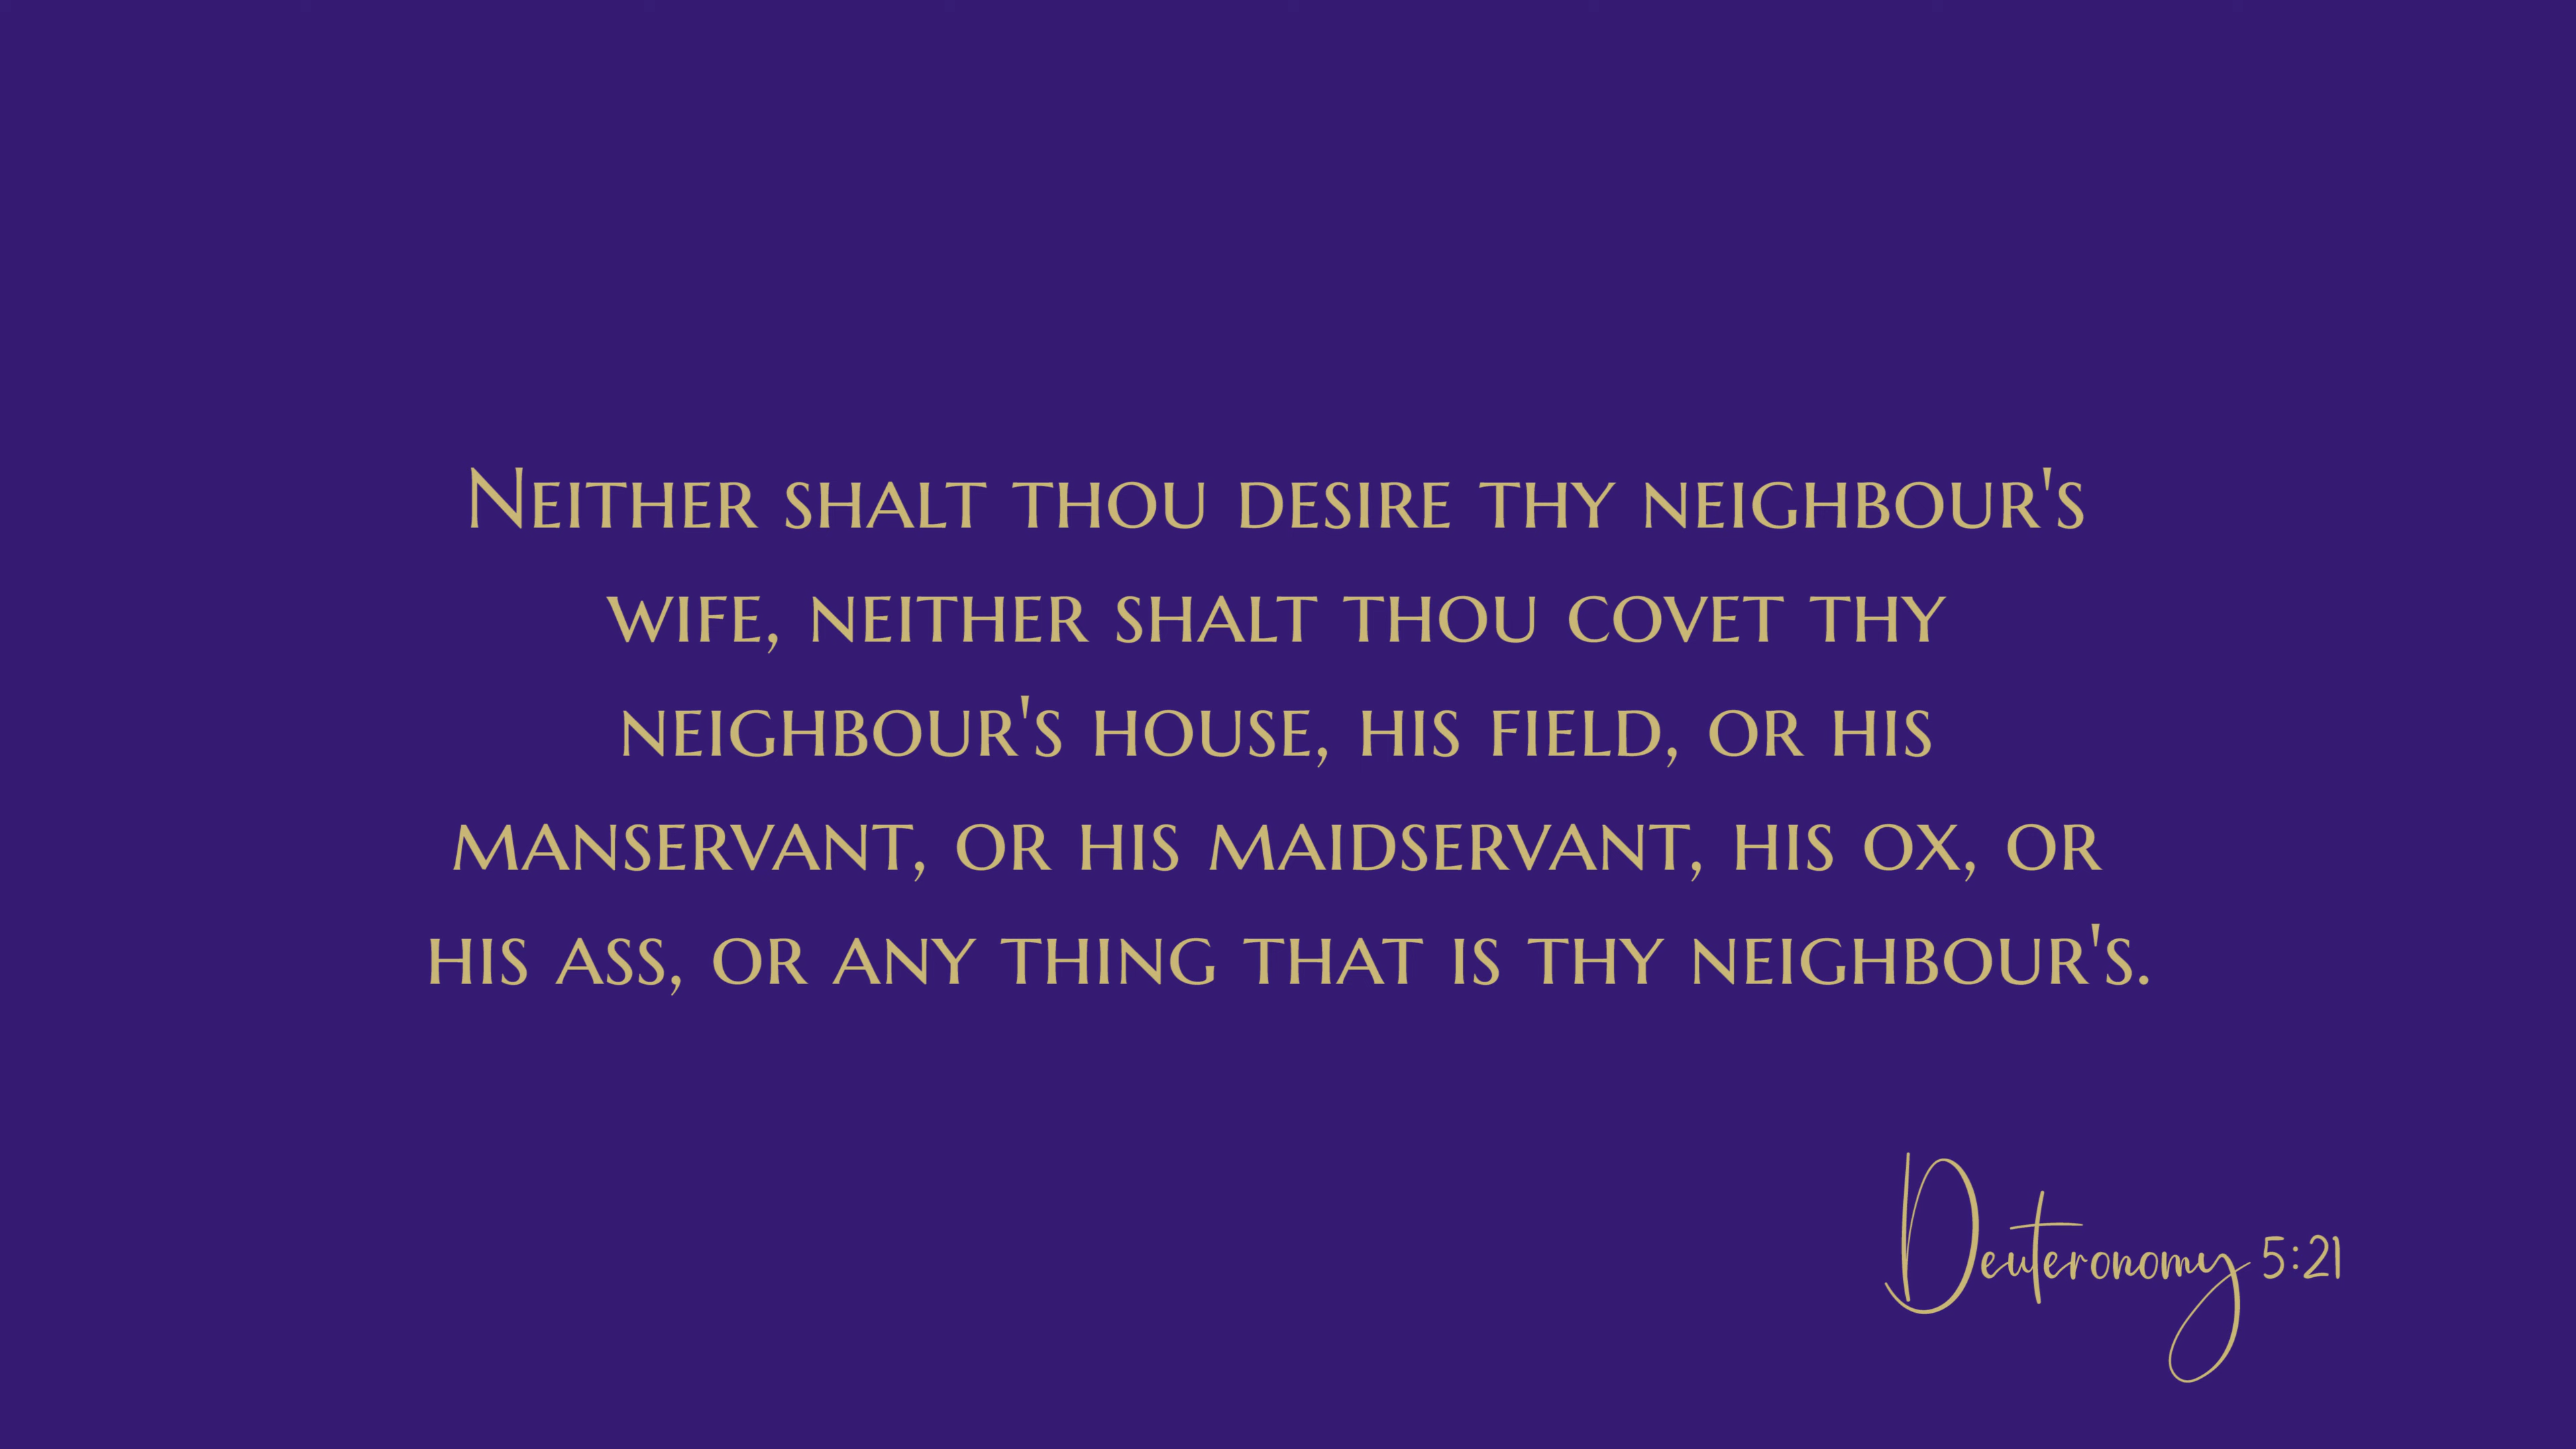 Neither shalt thou desire thy neighbour's
wife, neither shalt thou covet thy
neighbour's house, his field, or his
manservant, or his maidservant, his ox, or
his ass, or any thing that is thy neighbour's.
Deuteronomy 5:21